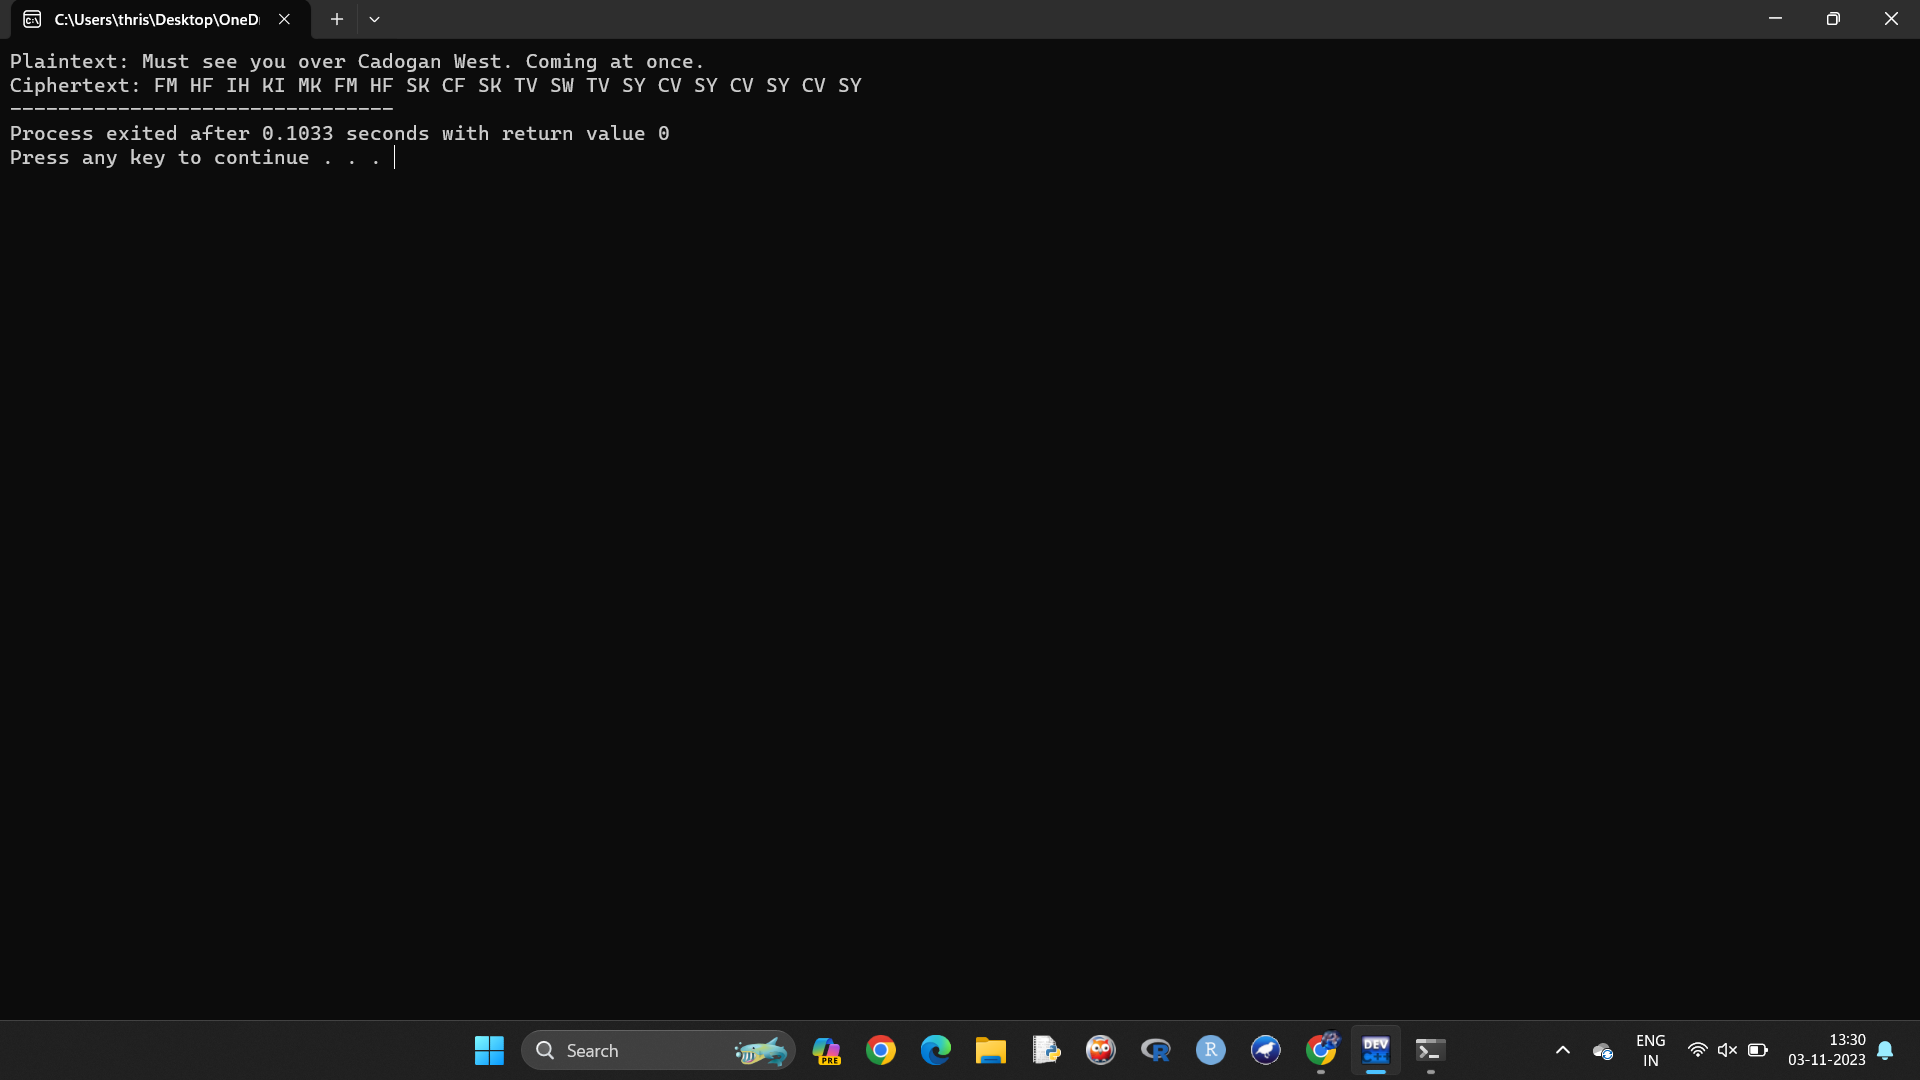 C:\Users\thris\Desktop\OneD
Plaintext: Must see you over Cadogan West. Coming at once.
Ciphertext: FM HF IH KI MK FM HF SK CF SK TV SW TV SY CV SY CV SY CV SY
--------------------------------
Process exited after 0.1033 seconds with return value 0
Press any key to continue . . .
Search
PRE
R
R
DEV
C++
ENG
IN
13:30
03-11-2023